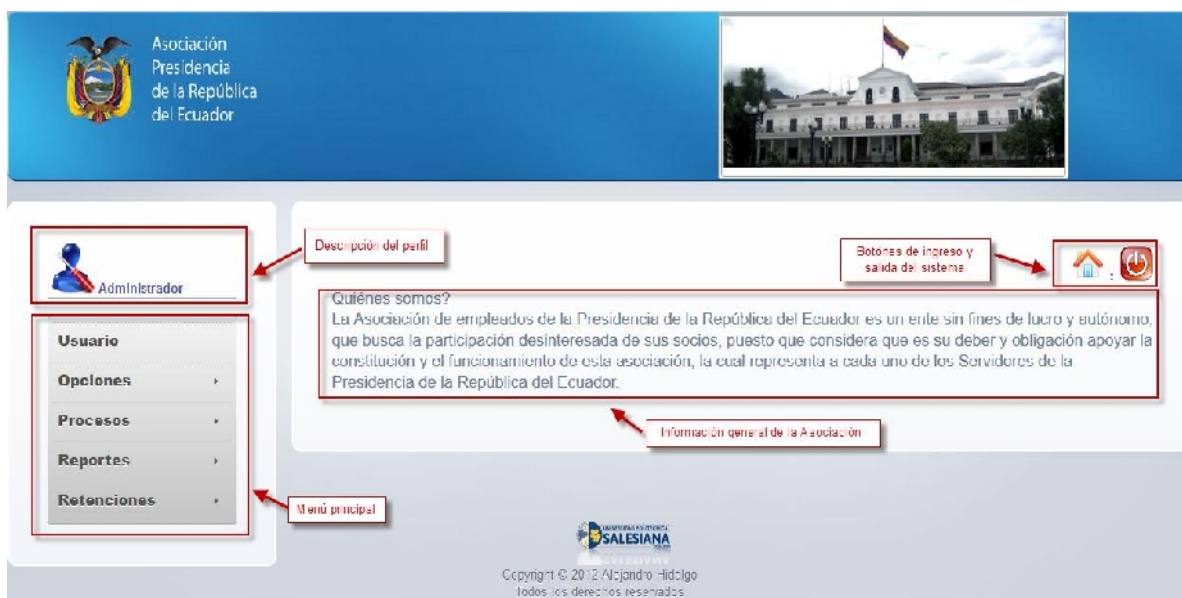 Asociación
Presidencia
de la República
del Ecuador
Descripción del perfil
Botones de ingreso y
salida del sistema
Administrador
:
Quiénes somos?
La Asociación de empleados de la Presidencia de la República del Ecuador es un ente sin fines de lucro y autónomo,
que busca la participación desinteresada de sus socios, puesto que considera que es su deber y obligación apoyar la
constitución y el funcionamiento de esta asociación, la cual representa a cada uno de los Servidores de la
Presidencia de la República del Ecuador.
Usuario
Opciones
Procesos
Reportes
Retenciones
Información general de la Asociación
Menú principal
UNIVERSIDAD POLITECNICA
SALESIANA
Copyright © 2012 Alejandro Hidalgo
Todos los derechos reservados